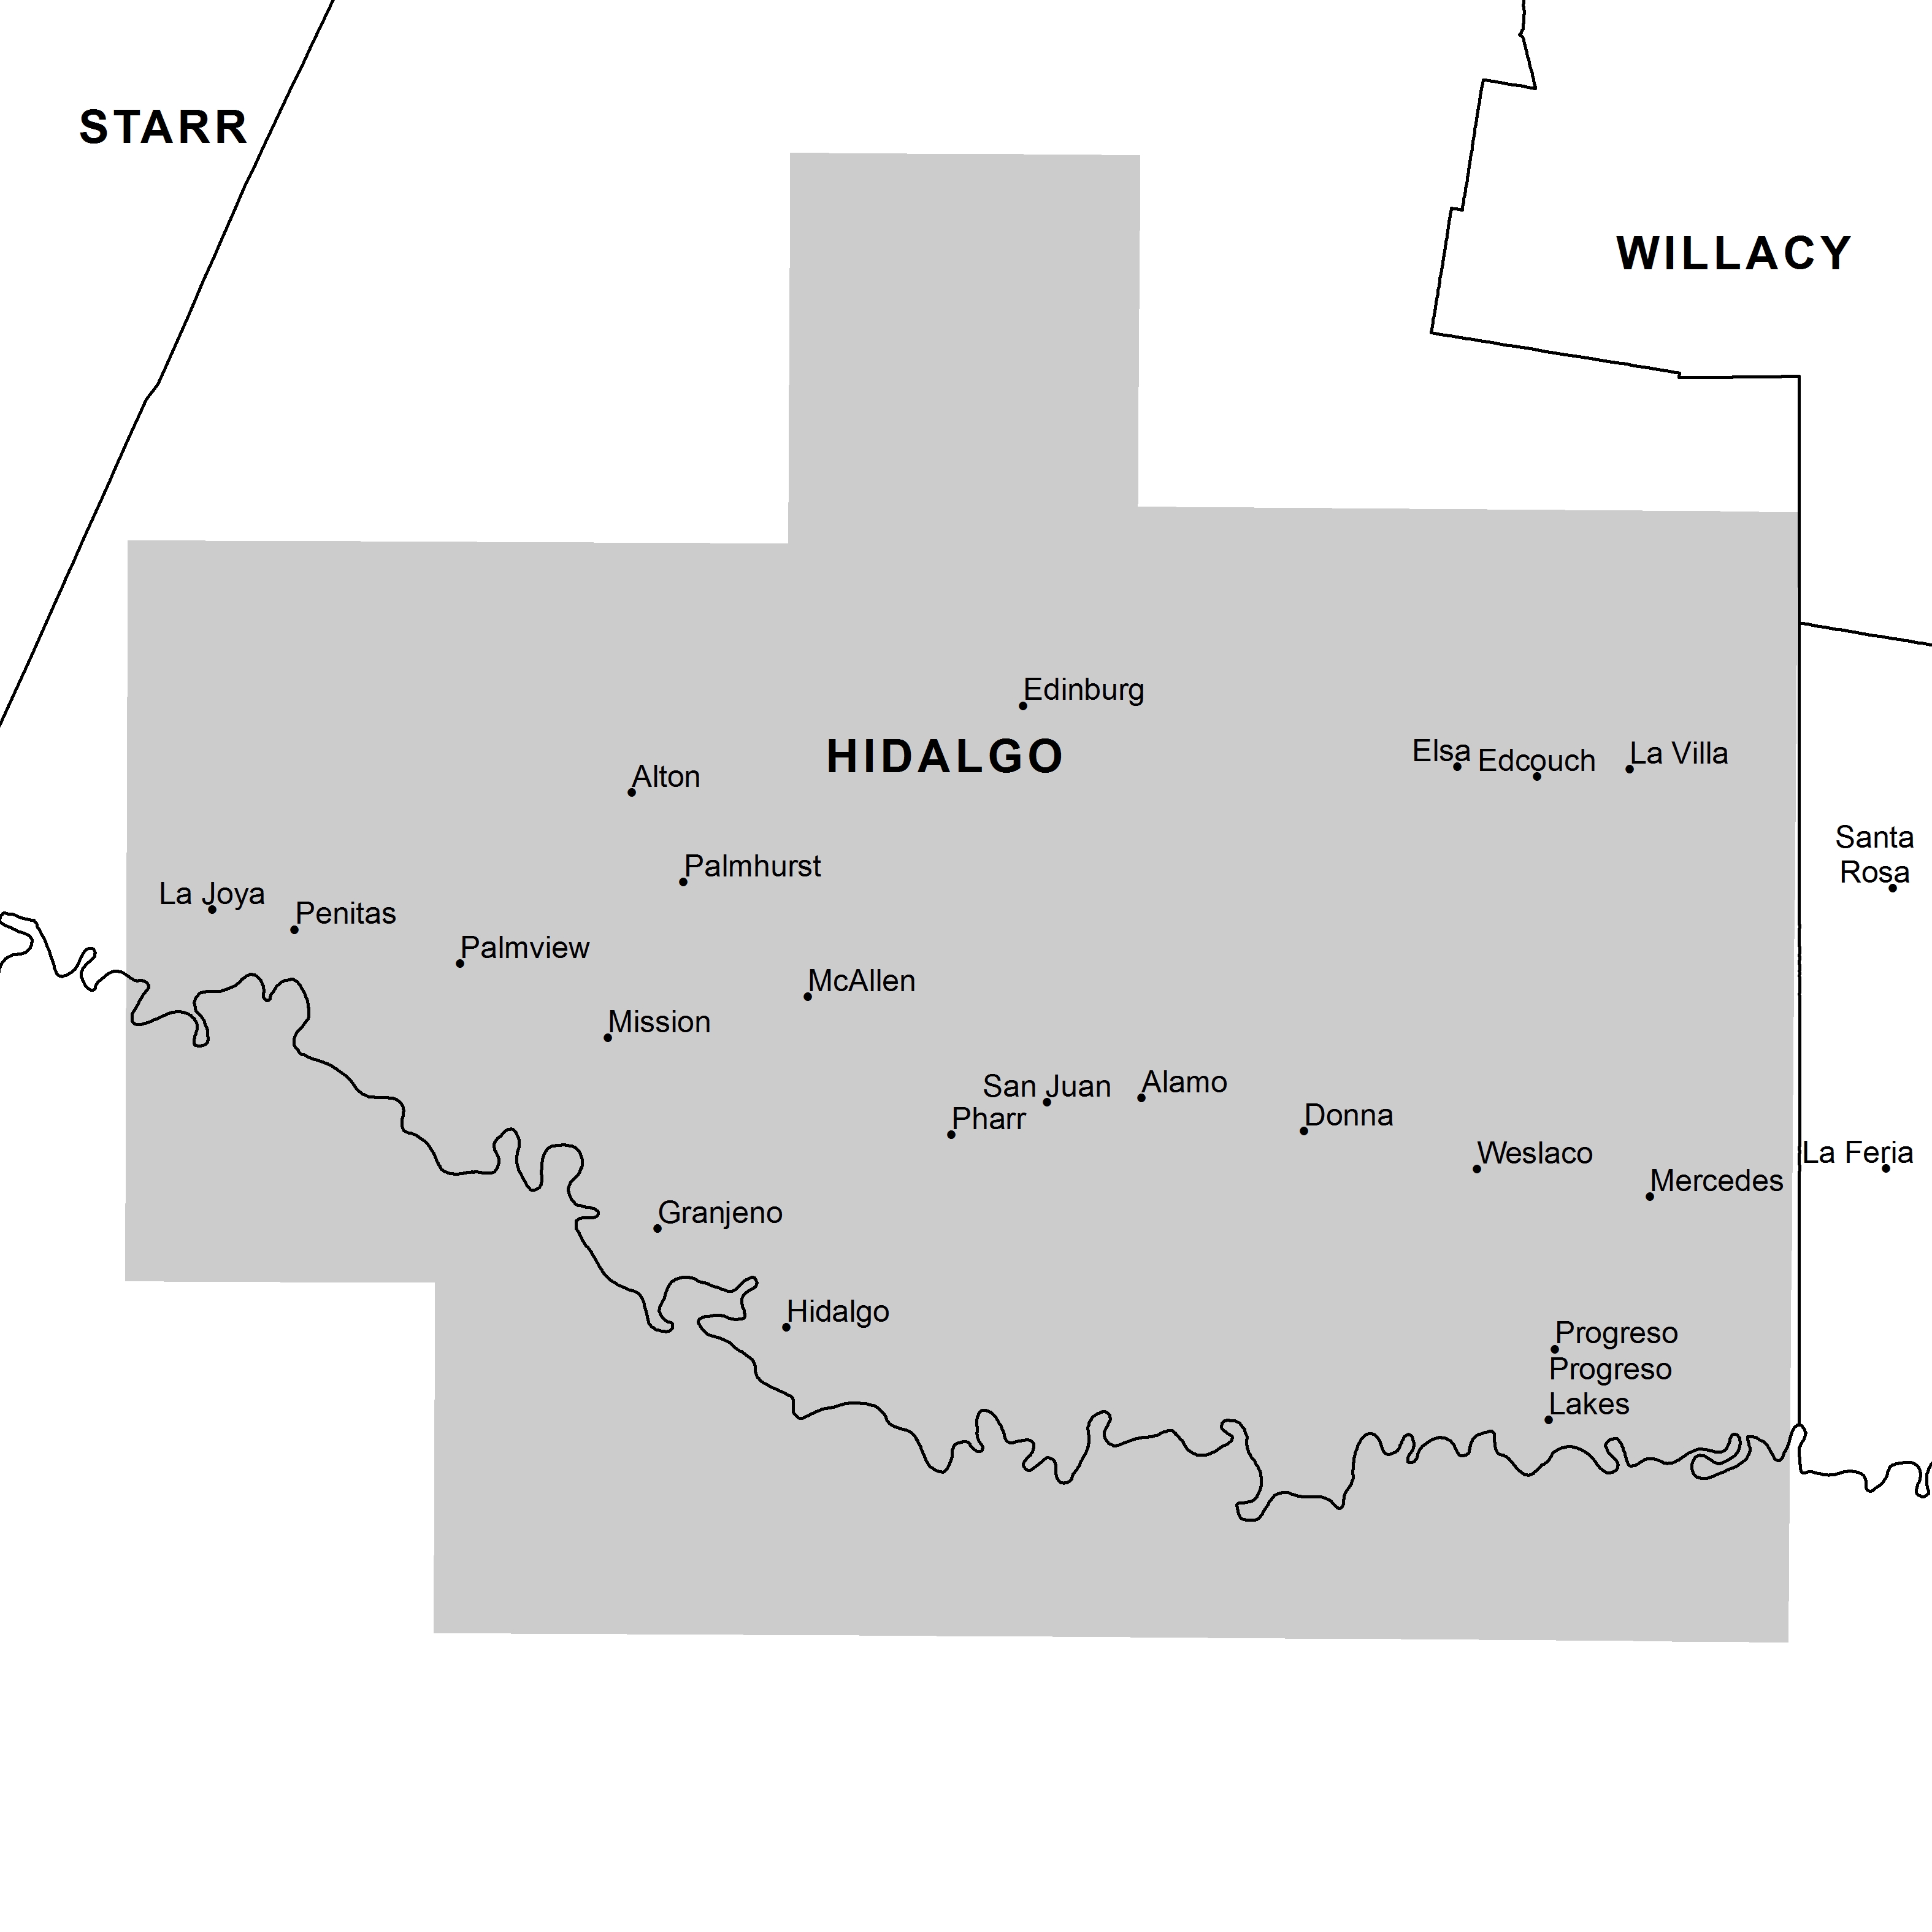 STARR
WILLACY
Edinburg
HIDALGO
Elsa
Edcouch
La Villa
Alton
Santa
Rosa
Palmhurst
La Joya
Penitas
Palmview
McAllen
Mission
San Juan
Alamo
Pharr
Donna
Weslaco
La Feria
Mercedes
Granjeno
Hidalgo
Progreso
Progreso
Lakes